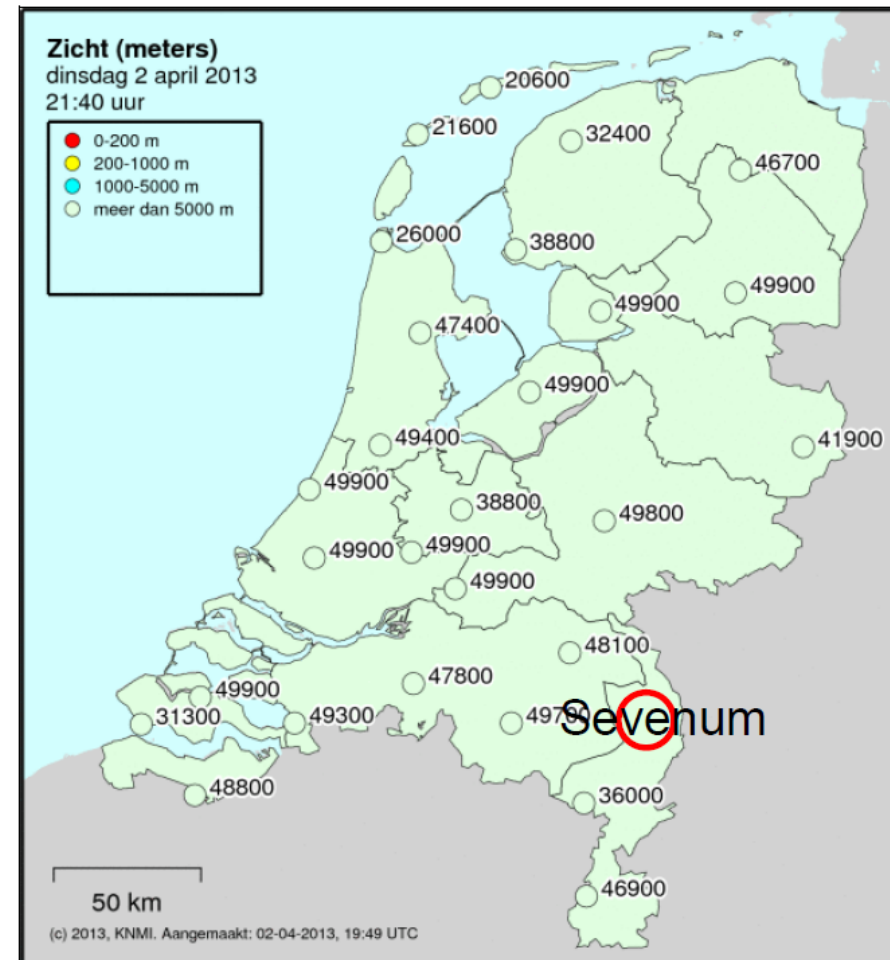 Zicht (meters)
dinsdag 2 april 2013
21:40 uur
0-200 m
200-1000 m
1000-5000 m
meer dan 5000 m
20600
21600
32400
46700
26000
38800
49900
49900
47400
49900
49400
41900
49900
38800
49800
49900
49900
49900
48100
47800
49900
31300
49300
Sevenum
48800
36000
46900
50 km
(c) 2013, KNMI. Aangemaakt: 02-04-2013, 19:49 UTC